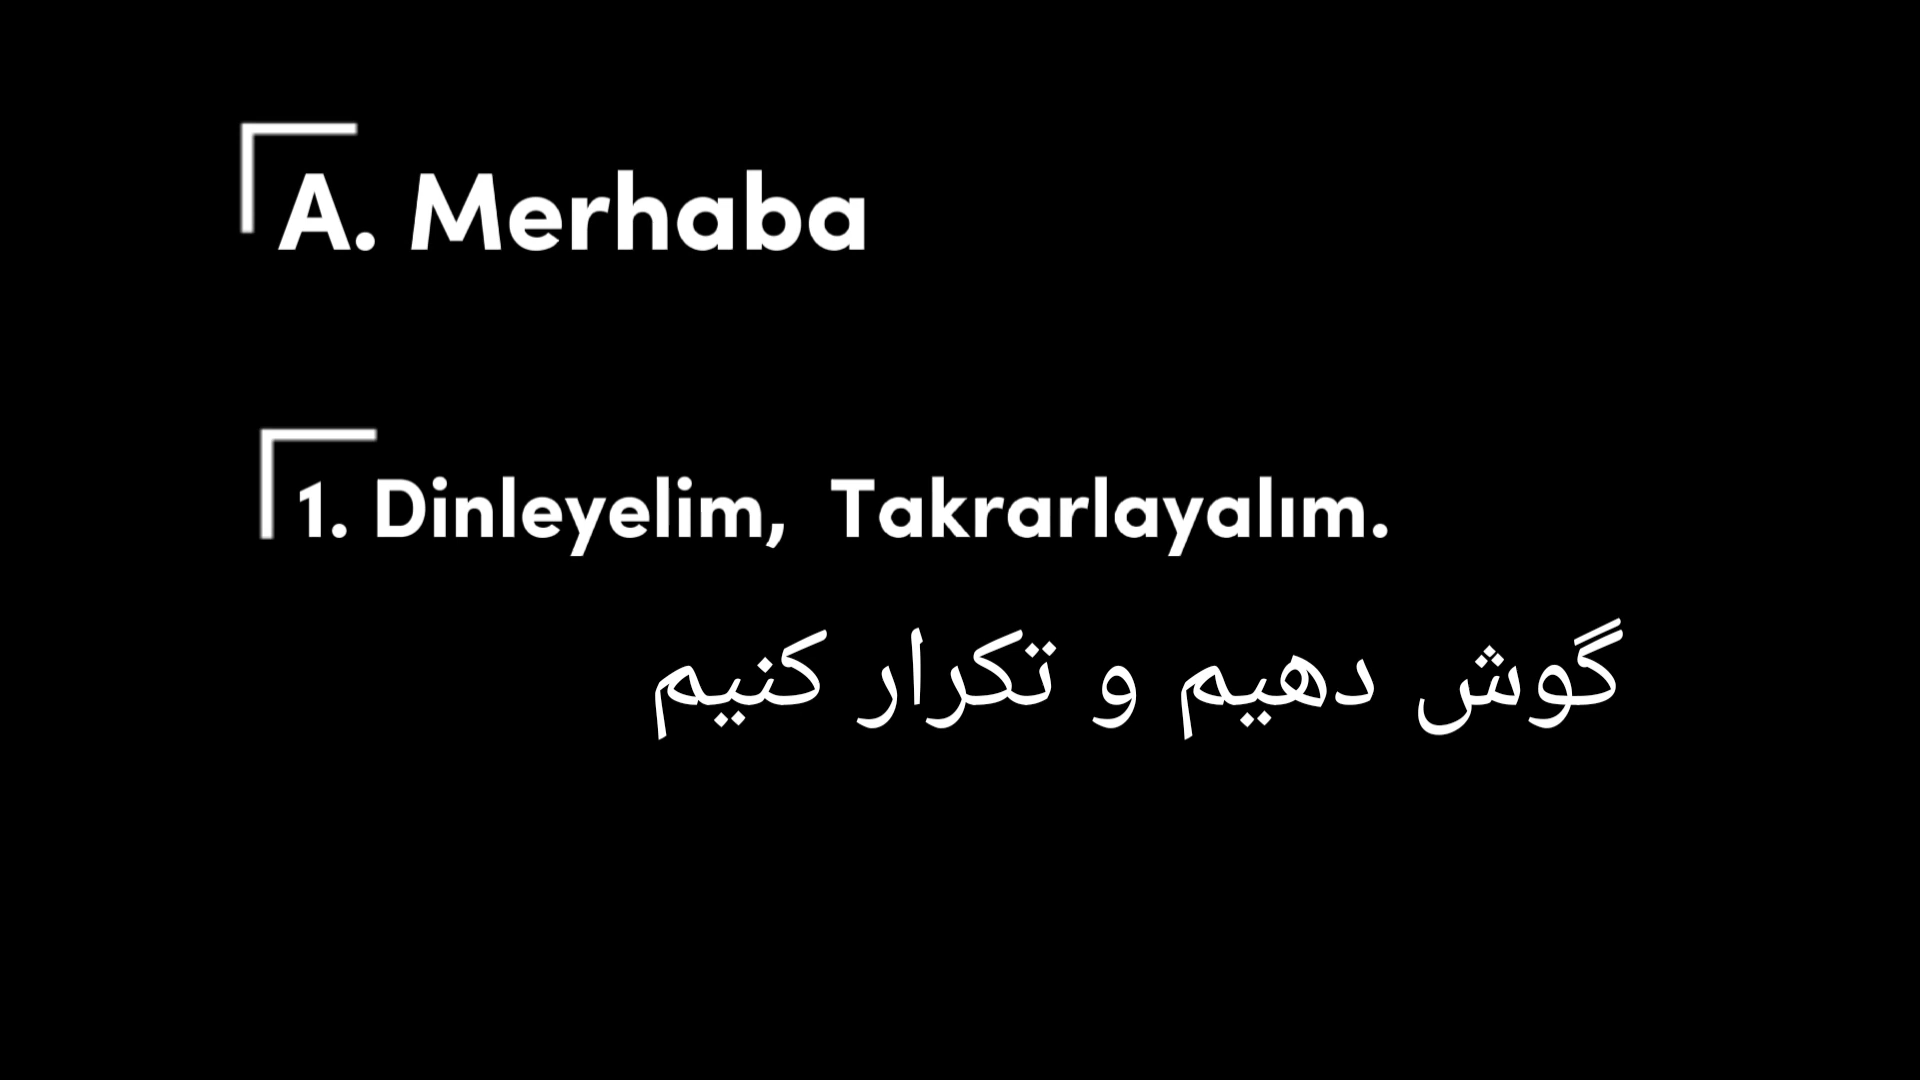 A. Merhaba
1. Dinleyelim, Takrarlayalım.
گوش دهیم و تکرار کنیم